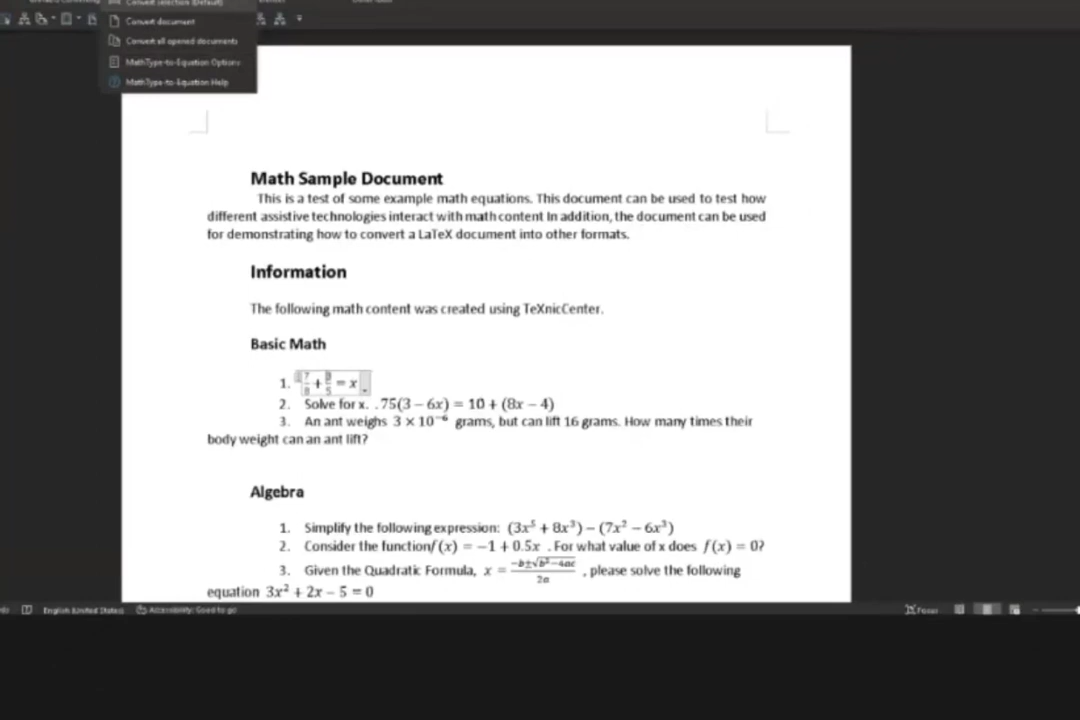 Convert selection (Default)
Convert document
Convert all opened documents
MathType-to-Equation Options
MathType-to-Equation Help
Math Sample Document
This is a test of some example math equations. This document can be used to test how
different assistive technologies interact with math content In addition, the document can be used
for demonstrating how to convert a LaTeX document into other formats.
Information
The following math content was created using TeXnicCenter.
Basic Math
1. + = x
2. Solve for x. .75(3 − 6x) = 10 + (8x − 4)
3. An ant weighs 3 × 10⁻⁶ grams, but can lift 16 grams. How many times their
body weight can an ant lift?
Algebra
1. Simplify the following expression: (3x⁵ + 8x³) − (7x² − 6x³)
2. Consider the function f(x) = −1 + 0.5x . For what value of x does f(x) = 0?
3. Given the Quadratic Formula, x = −b±√b²−4ac / 2a , please solve the following
equation 3x² + 2x − 5 = 0
English (United States) Accessibility: Good to go Focus